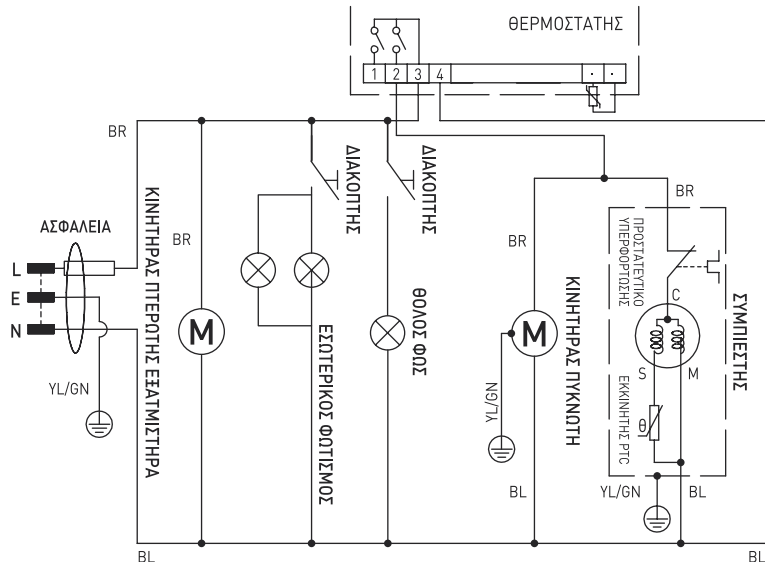 ΘΕΡΜΟΣΤΑΤΗΣ
1 2 3 4
BR
ΑΣΦΑΛΕΙΑ
L
E
N
YL/GN
ΚΙΝΗΤΗΡΑΣ ΠΤΕΡΩΤΗΣ ΕΞΑΤΜΙΣΤΗΡΑ
BR
M
ΔΙΑΚΟΠΤΗΣ
ΕΣΩΤΕΡΙΚΟΣ ΦΩΤΙΣΜΟΣ
ΔΙΑΚΟΠΤΗΣ
ΘΟΛΟΣ ΦΩΣ
BR
M
YL/GN
BL
ΚΙΝΗΤΗΡΑΣ ΠΥΚΝΩΤΗ
BR
ΠΡΟΣΤΑΤΕΥΤΙΚΟ
ΥΠΕΡΦΟΡΤΩΣΗΣ
C
S
M
ΕΚΚΙΝΗΤΗΣ PTC
θ
ΣΥΜΠΙΕΣΤΗΣ
YL/GN
BL
BL
BL